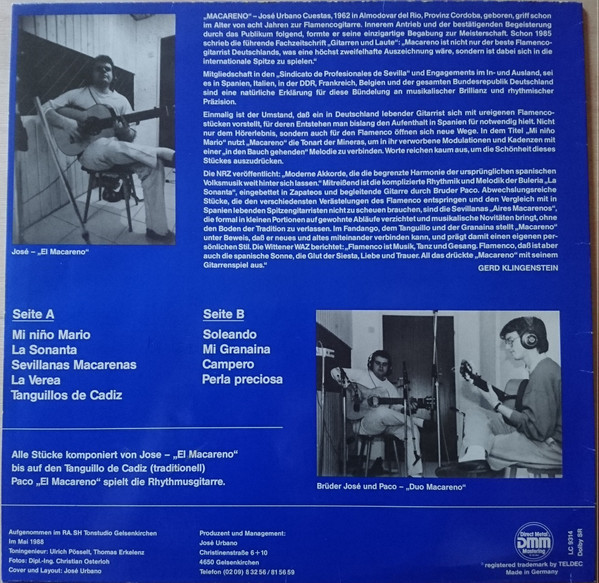 „MACARENO“ – José Urbano Cuestas, 1962 in Almodovar del Rio, Provinz Cordoba, geboren, griff schon
im Alter von acht Jahren zur Flamencogitarre. Innerem Antrieb und der bestätigenden Begeisterung
durch das Publikum folgend, formte er seine einzigartige Begabung zur Meisterschaft. Schon 1985
schrieb die führende Fachzeitschrift „Gitarren und Laute“: „Macareno ist nicht nur der beste Flamenco-
gitarrist Deutschlands, was eine höchst zweifelhafte Auszeichnung wäre, sondern ist dabei sich in die
internationale Spitze zu spielen.“
Mitgliedschaft in den „Sindicato de Profesionales de Sevilla“ und Engagements im In- und Ausland, sei
es in Spanien, Italien, in der DDR, Frankreich, Belgien und der gesamten Bundesrepublik Deutschland
sind eine natürliche Erklärung für diese Bündelung an musikalischer Brillianz und rhythmischer
Präzision.
Einmalig ist der Umstand, daß ein in Deutschland lebender Gitarrist sich mit ureigenen Flamenco-
stücken vorstellt, für deren Entstehen man bislang den Aufenthalt in Spanien für notwendig hielt. Nicht
nur dem Hörerlebnis, sondern auch für den Flamenco öffnen sich neue Wege. In dem Titel „Mi niño
Mario“ nutzt „Macareno“ die Tonart der Mineras, um in ihr verworbene Modulationen und Kadenzen mit
einer „in den Bauch gehenden“ Melodie zu verbinden. Worte reichen kaum aus, um die Schönheit dieses
Stückes auszudrücken.
Die NRZ veröffentlicht: „Moderne Akkorde, die die begrenzte Harmonie der ursprünglichen spanischen
Volksmusik weit hinter sich lassen.“ Mitreißend ist die komplizierte Rhythmik und Melodik der Buleria „La
Sonanta“, eingebettet in Zapateos und begleitende Gitarre durch Bruder Paco. Abwechslungsreiche
Stücke, die den verschiedensten Verästelungen des Flamenco entspringen und den Vergleich mit in
Spanien lebenden Spitzengitarristen nicht zu scheuen brauchen, sind die Sevillanas „Aires Macarenos“,
die formal in kleinen Portionen auf gewohnte Abläufe verzichtet und musikalische Novitäten bringt, ohne
den Boden der Tradition zu verlassen. Im Fandango, dem Tanguillo und der Granaina stellt „Macareno“
unter Beweis, daß er neues und altes miteinander verbinden kann, und prägt damit einen eigenen per-
sönlichen Stil. Die Wittener WAZ berichtet: „Flamenco ist Musik, Tanz und Gesang. Flamenco, daß ist aber
auch die spanische Sonne, die Glut der Siesta, Liebe und Trauer. All das drückte „Macareno“ mit seinem
Gitarrenspiel aus.“
GERD KLINGENSTEIN
José – „El Macareno“
Seite A
Mi niño Mario
La Sonanta
Sevillanas Macarenas
La Verea
Tanguillos de Cadiz
Seite B
Soleando
Mi Granaina
Campero
Perla preciosa
Alle Stücke komponiert von Jose – „El Macareno“
bis auf den Tanguillo de Cadiz (traditionell)
Paco „El Macareno“ spielt die Rhythmusgitarre.
Brüder José und Paco – „Duo Macareno“
Aufgenommen im RA.SH Tonstudio Gelsenkirchen
Im Mai 1988
Toningenieur: Ulrich Pösselt, Thomas Erkelenz
Fotos: Dipl.-Ing. Christian Osterloh
Cover und Layout: José Urbano
Produzent und Management:
José Urbano
Christinenstraße 6+10
4650 Gelsenkirchen
Telefon (02 09) 8 32 56 / 81 56 59
Direct Metal
DMM
Mastering
LC 9314
Dolby SR
registered trademark by TELDEC
Made in Germany